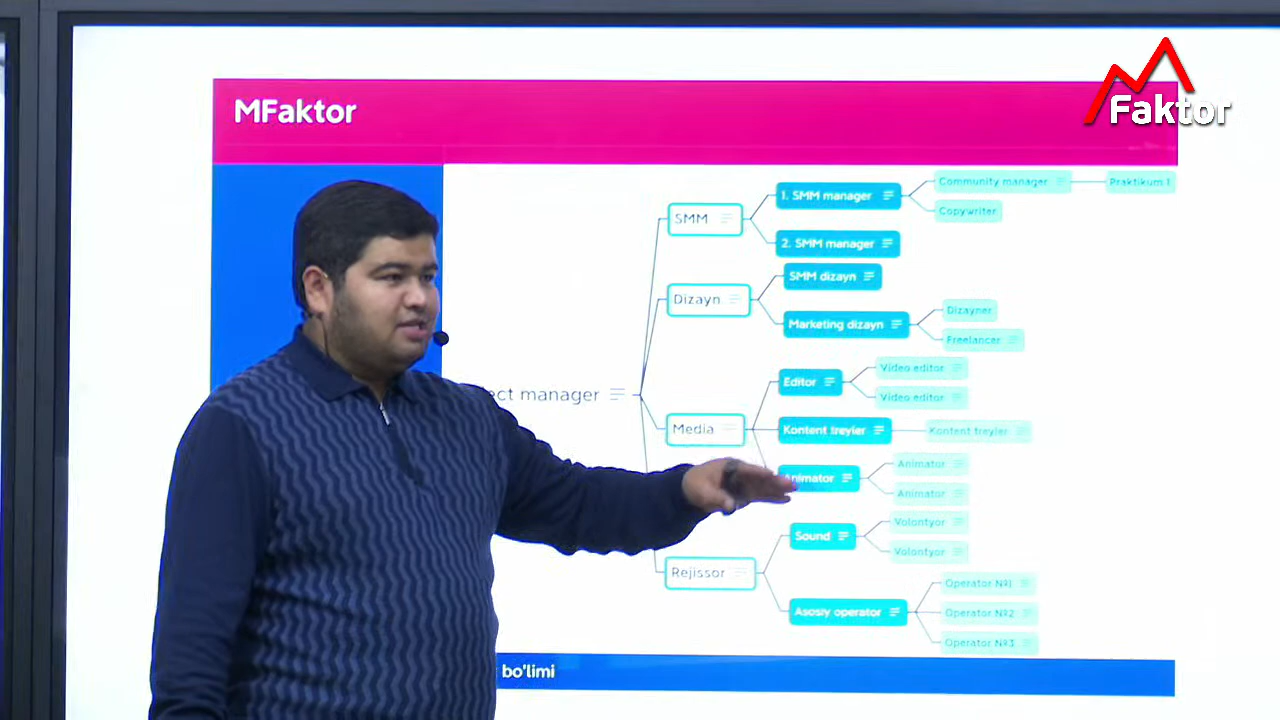 MFaktor
Faktor
Community manager
Praktikum 1
1. SMM manager
SMM
Copywriter
2. SMM manager
SMM dizayn
Dizayn
Marketing dizayn
Dizayner
Freelancer
Video editor
Editor
Video editor
manager
Media
Kontent treyler
Kontent treyler
Animator
Animator
Animator
Volontyor
Sound
Volontyor
Rejissor
Operator №1
Asosiy operator
Operator №2
Operator №3
bo'limi